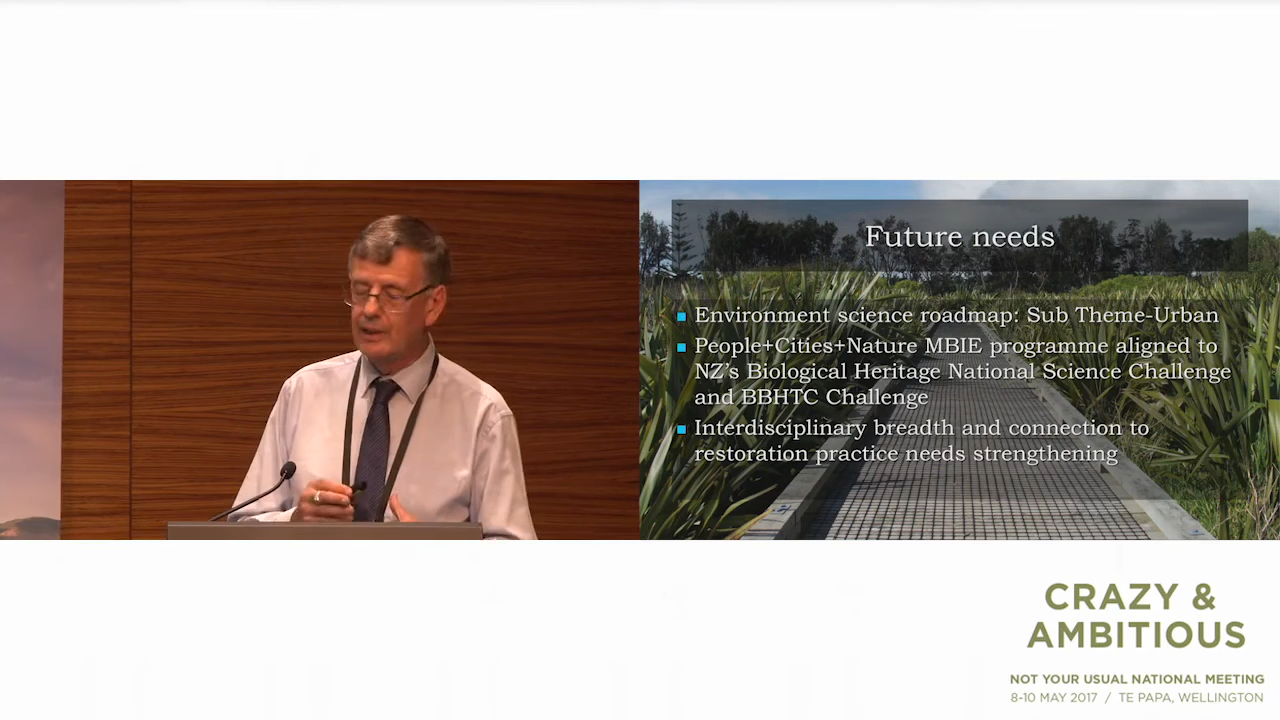 Future needs
Environment science roadmap: Sub Theme-Urban
People+Cities+Nature MBIE programme aligned to
NZ's Biological Heritage National Science Challenge
and BBHTC Challenge
Interdisciplinary breadth and connection to
restoration practice needs strengthening
CRAZY &
AMBITIOUS
NOT YOUR USUAL NATIONAL MEETING
8-10 MAY 2017 / TE PAPA, WELLINGTON